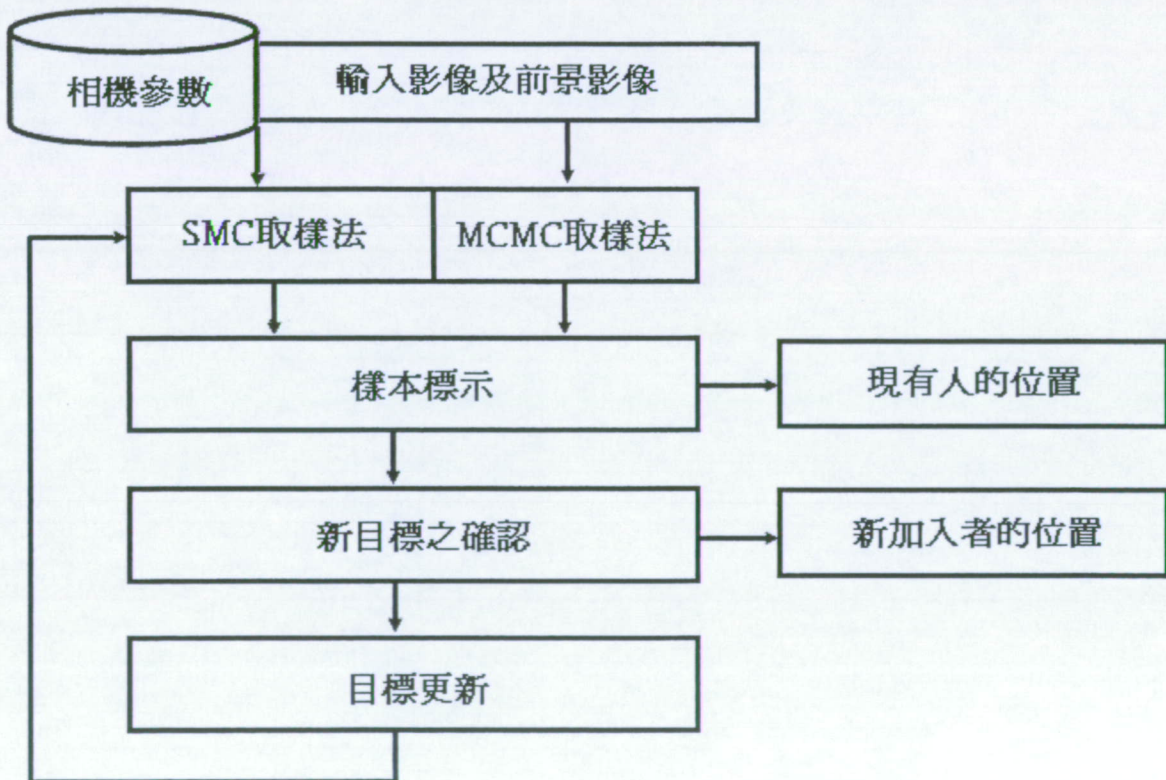 相機參數
輸入影像及前景影像
SMC取樣法
MCMC取樣法
樣本標示
現有人的位置
新目標之確認
新加入者的位置
目標更新